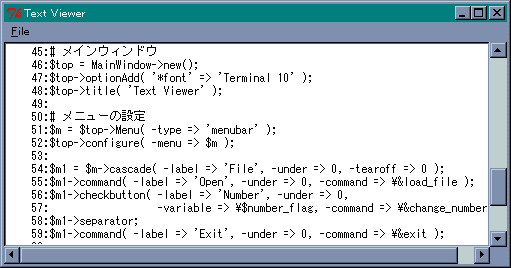 Text Viewer
File
45:# メインウィンドウ
46:$top = MainWindow->new();
47:$top->optionAdd( '*font' => 'Terminal 10' );
48:$top->title( 'Text Viewer' );
49:
50:# メニューの設定
51:$m = $top->Menu( -type => 'menubar' );
52:$top->configure( -menu => $m );
53:
54:$m1 = $m->cascade( -label => 'File', -under => 0, -tearoff => 0 );
55:$m1->command( -label => 'Open', -under => 0, -command => ¥&load_file );
56:$m1->checkbutton( -label => 'Number', -under => 0,
57: -variable => ¥$number_flag, -command => ¥&change_number
58:$m1->separator;
59:$m1->command( -label => 'Exit', -under => 0, -command => ¥&exit );